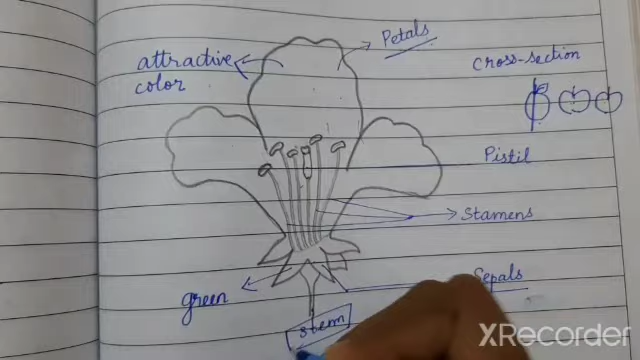 Petals
attractive
color
cross-section
Pistil
Stamens
Sepals
green
stem
XRecorder